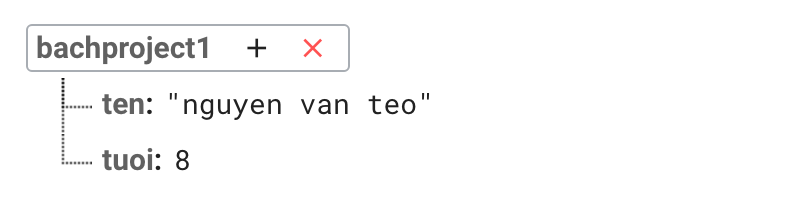 bachproject1 + ×
ten: "nguyen van teo"
tuoi: 8